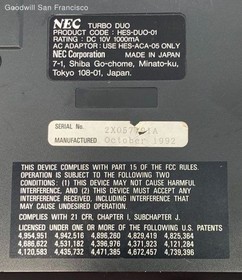 Goodwill San Francisco
NEC TURBO DUO
PRODUCT CODE : HES-DUO-01
RATING : DC 10V 1000mA
AC ADAPTOR : USE HES-ACA-06 ONLY
NEC Corporation MADE IN JAPAN
7-1, Shiba Go-chome, Minato-ku,
Tokyo 108-01, Japan.
SERIAL No.
MANUFACTURED October 1992
THIS DEVICE COMPLIES WITH PART 15 OF THE FCC RULES.
OPERATION IS SUBJECT TO THE FOLLOWING TWO
CONDITIONS: (1) THIS DEVICE MAY NOT CAUSE HARMFUL
INTERFERENCE, AND (2) THIS DEVICE MUST ACCEPT ANY
INTERFERENCE RECEIVED, INCLUDING INTERFERENCE THAT
MAY CAUSE UNDESIRED OPERATION.
COMPLIES WITH 21 CFR, CHAPTER I, SUBCHAPTER J.
LICENSED UNDER ONE OR MORE OF THE FOLLOWING U.S. PATENTS
4,954,951 4,942,516 4,896,260 4,829,419 4,825,364
4,686,622 4,531,182 4,396,976 4,371,923 4,121,284
4,120,583 4,435,732 4,471,385 4,672,457 4,739,396